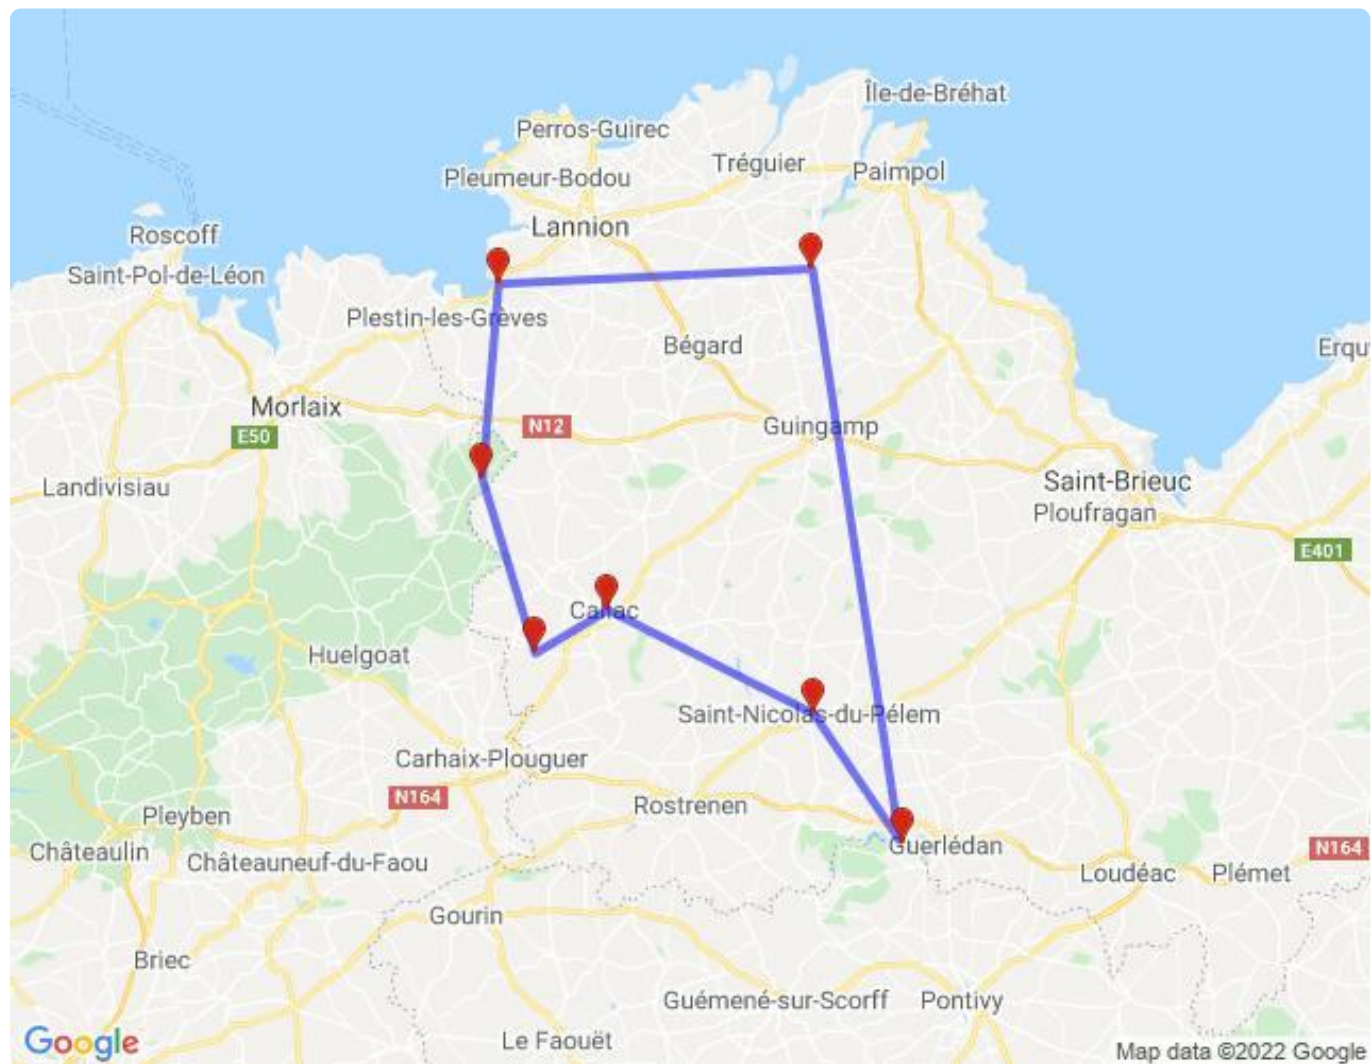 Île-de-Bréhat
Perros-Guirec
Tréguier
Paimpol
Pleumeur-Bodou
Lannion
Roscoff
Saint-Pol-de-Léon
Plestin-les-Grèves
Bégard
Erqu
Morlaix
N12
Guingamp
E50
Landivisiau
Saint-Brieuc
Ploufragan
E401
Callac
Huelgoat
Saint-Nicolas-du-Pélem
Carhaix-Plouguer
N164
Rostrenen
Pleyben
Châteaulin
Châteauneuf-du-Faou
Guerlédan
N164
Loudéac
Plémet
Gourin
Briec
Guémené-sur-Scorff
Pontivy
Le Faouët
Google
Map data ©2022 Google